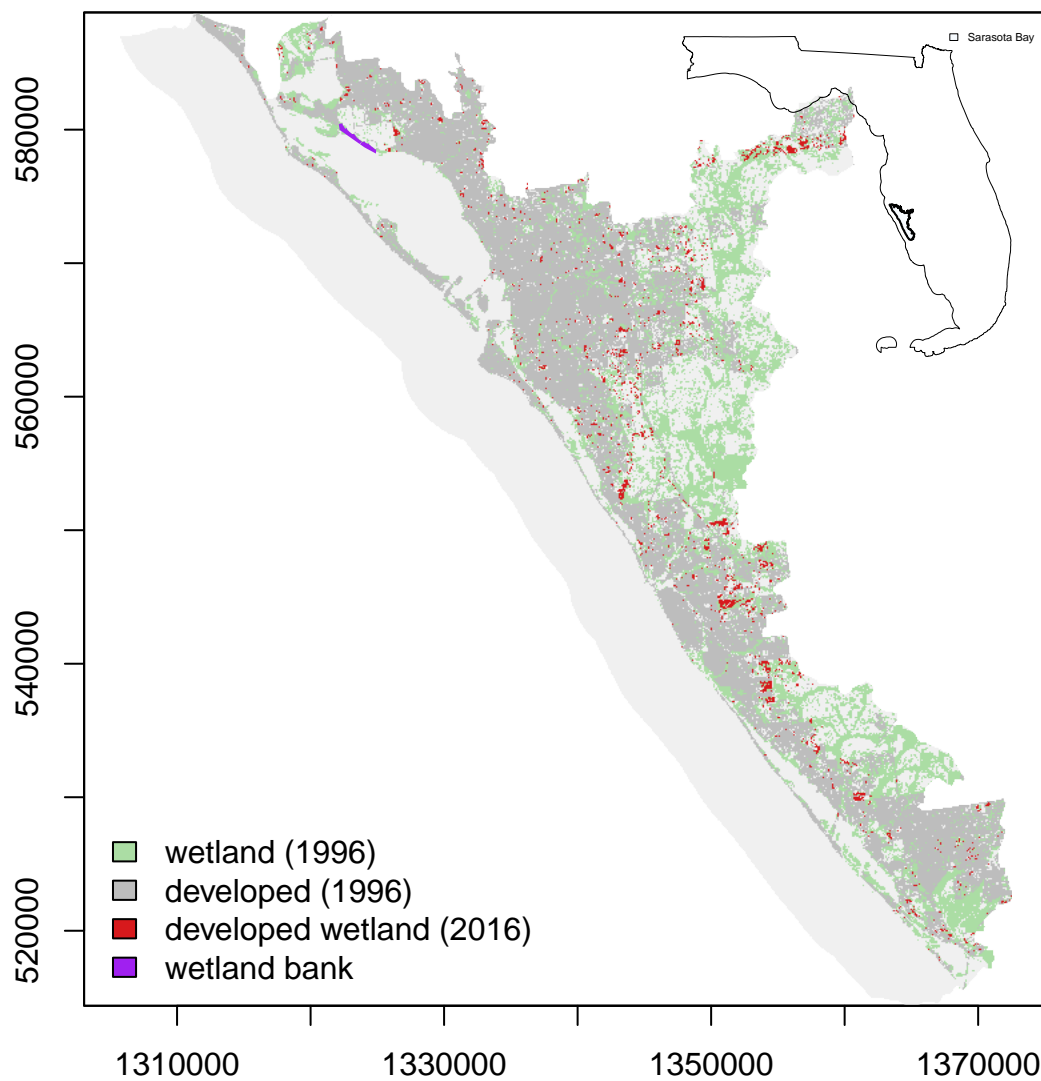 Sarasota Bay
580000
560000
540000
520000
wetland (1996)
developed (1996)
developed wetland (2016)
wetland bank
1310000
1330000
1350000
1370000